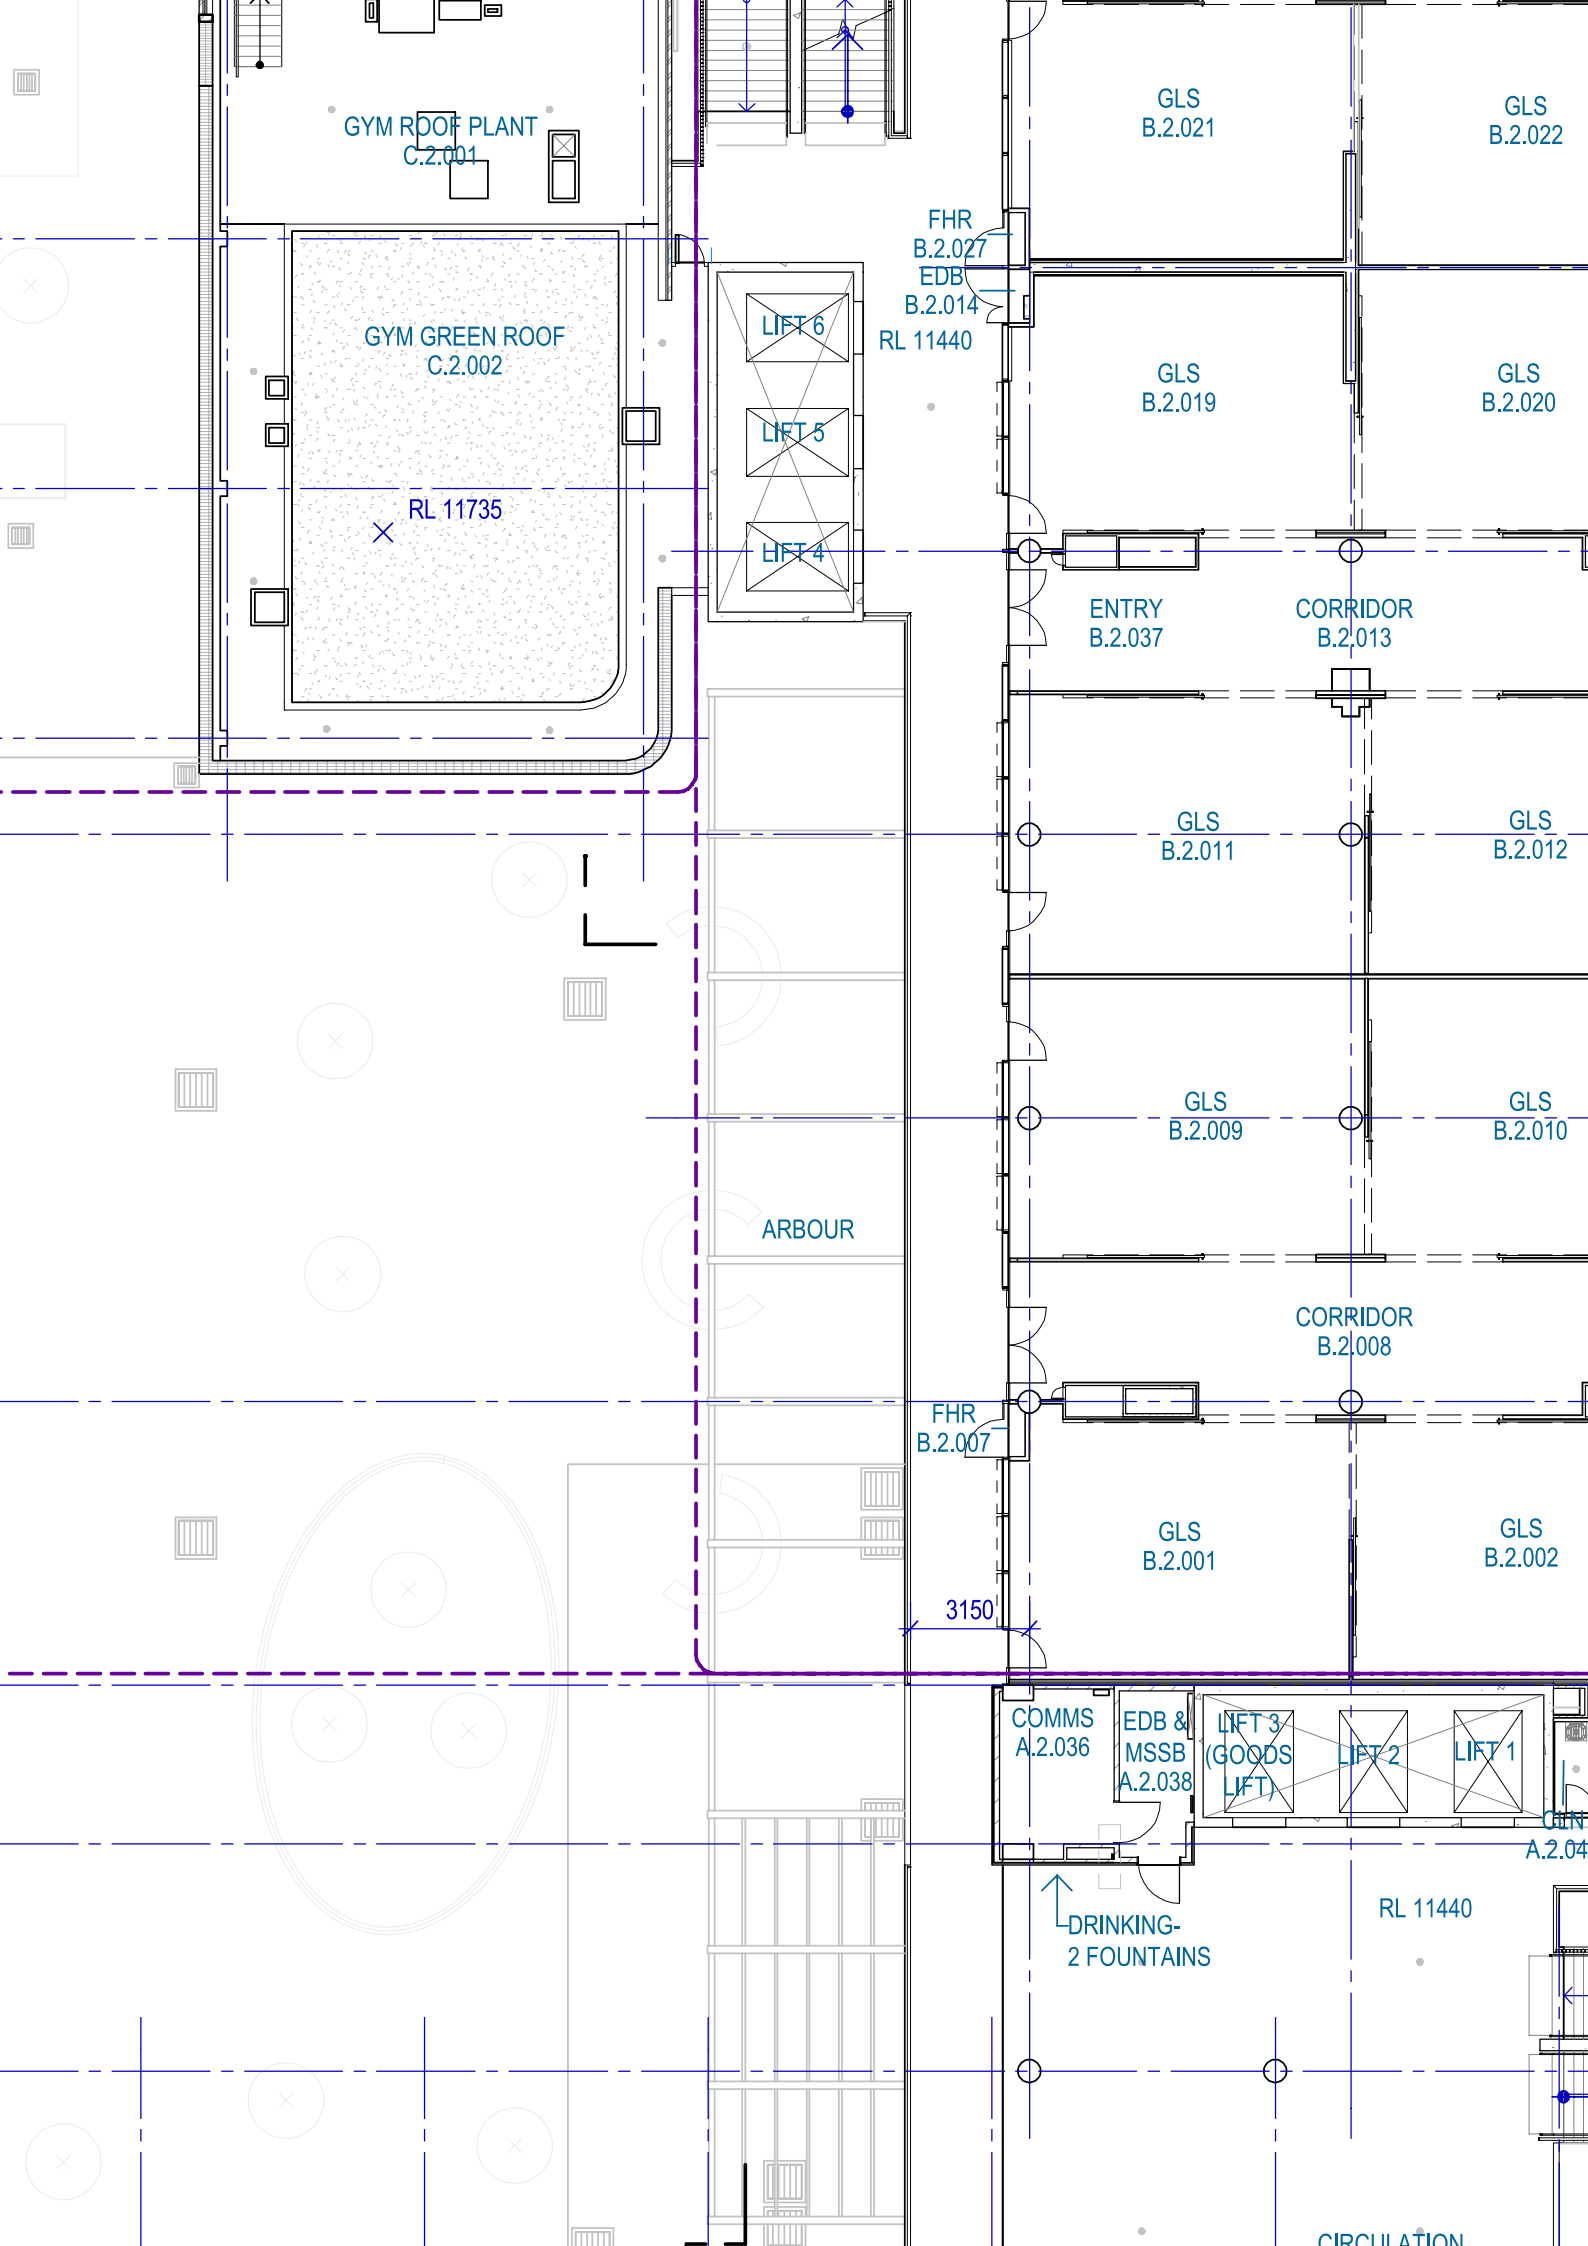 GLS
B.2.021
GLS
B.2.022
GYM ROOF PLANT
C.2.001
FHR
B.2.027
EDB
B.2.014
RL 11440
LIFT 6
LIFT 5
LIFT 4
GYM GREEN ROOF
C.2.002
RL 11735
GLS
B.2.019
GLS
B.2.020
ENTRY
B.2.037
CORRIDOR
B.2.013
GLS
B.2.011
GLS
B.2.012
GLS
B.2.009
GLS
B.2.010
ARBOUR
CORRIDOR
B.2.008
FHR
B.2.007
GLS
B.2.001
GLS
B.2.002
3150
COMMS
A.2.036
EDB &
MSSB
A.2.038
LIFT 3
(GOODS
LIFT)
LIFT 2
LIFT 1
CLN
A.2.04
RL 11440
DRINKING-
2 FOUNTAINS
CIRCULATION